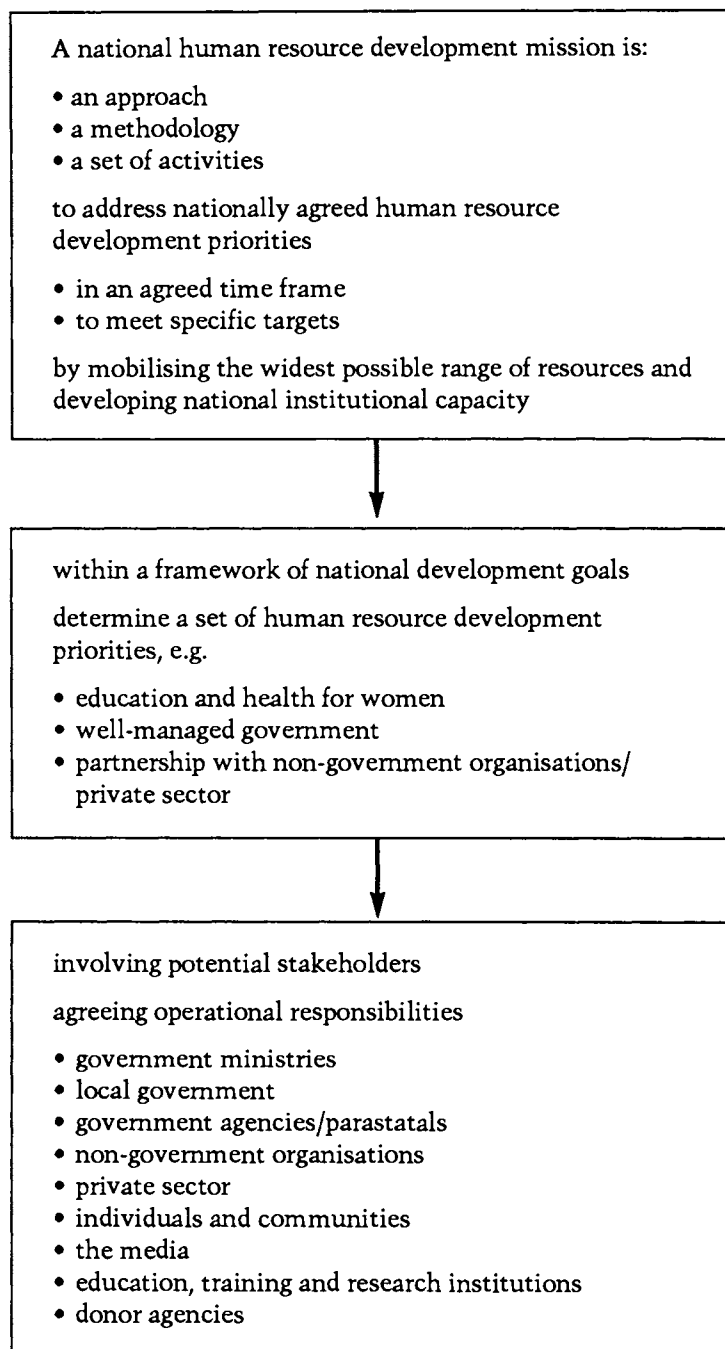 A national human resource development mission is:
• an approach
• a methodology
• a set of activities
to address nationally agreed human resource
development priorities
• in an agreed time frame
• to meet specific targets
by mobilising the widest possible range of resources and
developing national institutional capacity
within a framework of national development goals
determine a set of human resource development
priorities, e.g.
• education and health for women
• well-managed government
• partnership with non-government organisations/
private sector
involving potential stakeholders
agreeing operational responsibilities
• government ministries
• local government
• government agencies/parastatals
• non-government organisations
• private sector
• individuals and communities
• the media
• education, training and research institutions
• donor agencies